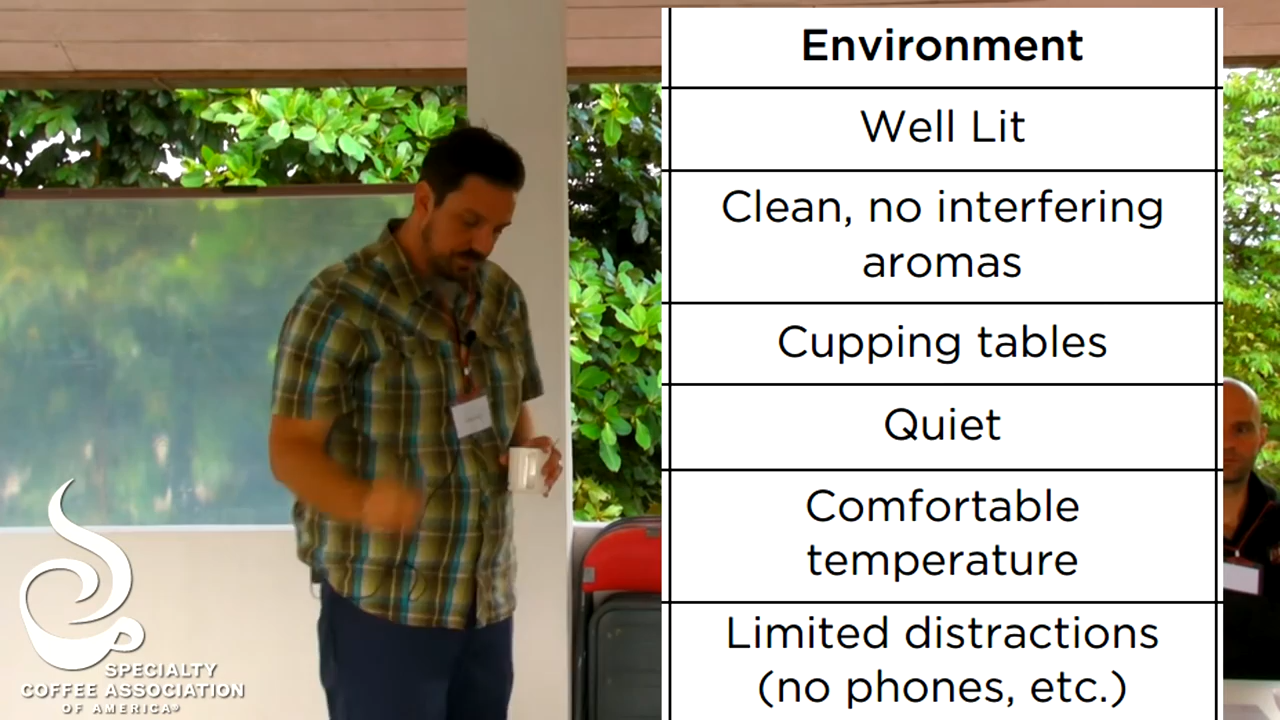 Environment
Well Lit
Clean, no interfering
aromas
Cupping tables
Quiet
Comfortable
temperature
Limited distractions
(no phones, etc.)
SPECIALTY
COFFEE ASSOCIATION
OF AMERICA®